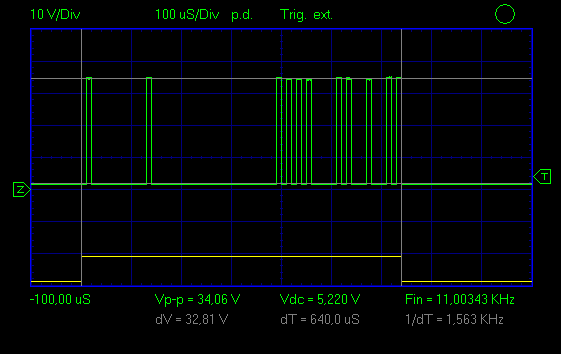 10 V/Div 100 uS/Div p.d. Trig. ext.
Z
T
-100,00 uS Vp-p = 34,06 V Vdc = 5,220 V Fin = 11,00343 KHz
dV = 32,81 V dT = 640,0 uS 1/dT = 1,563 KHz